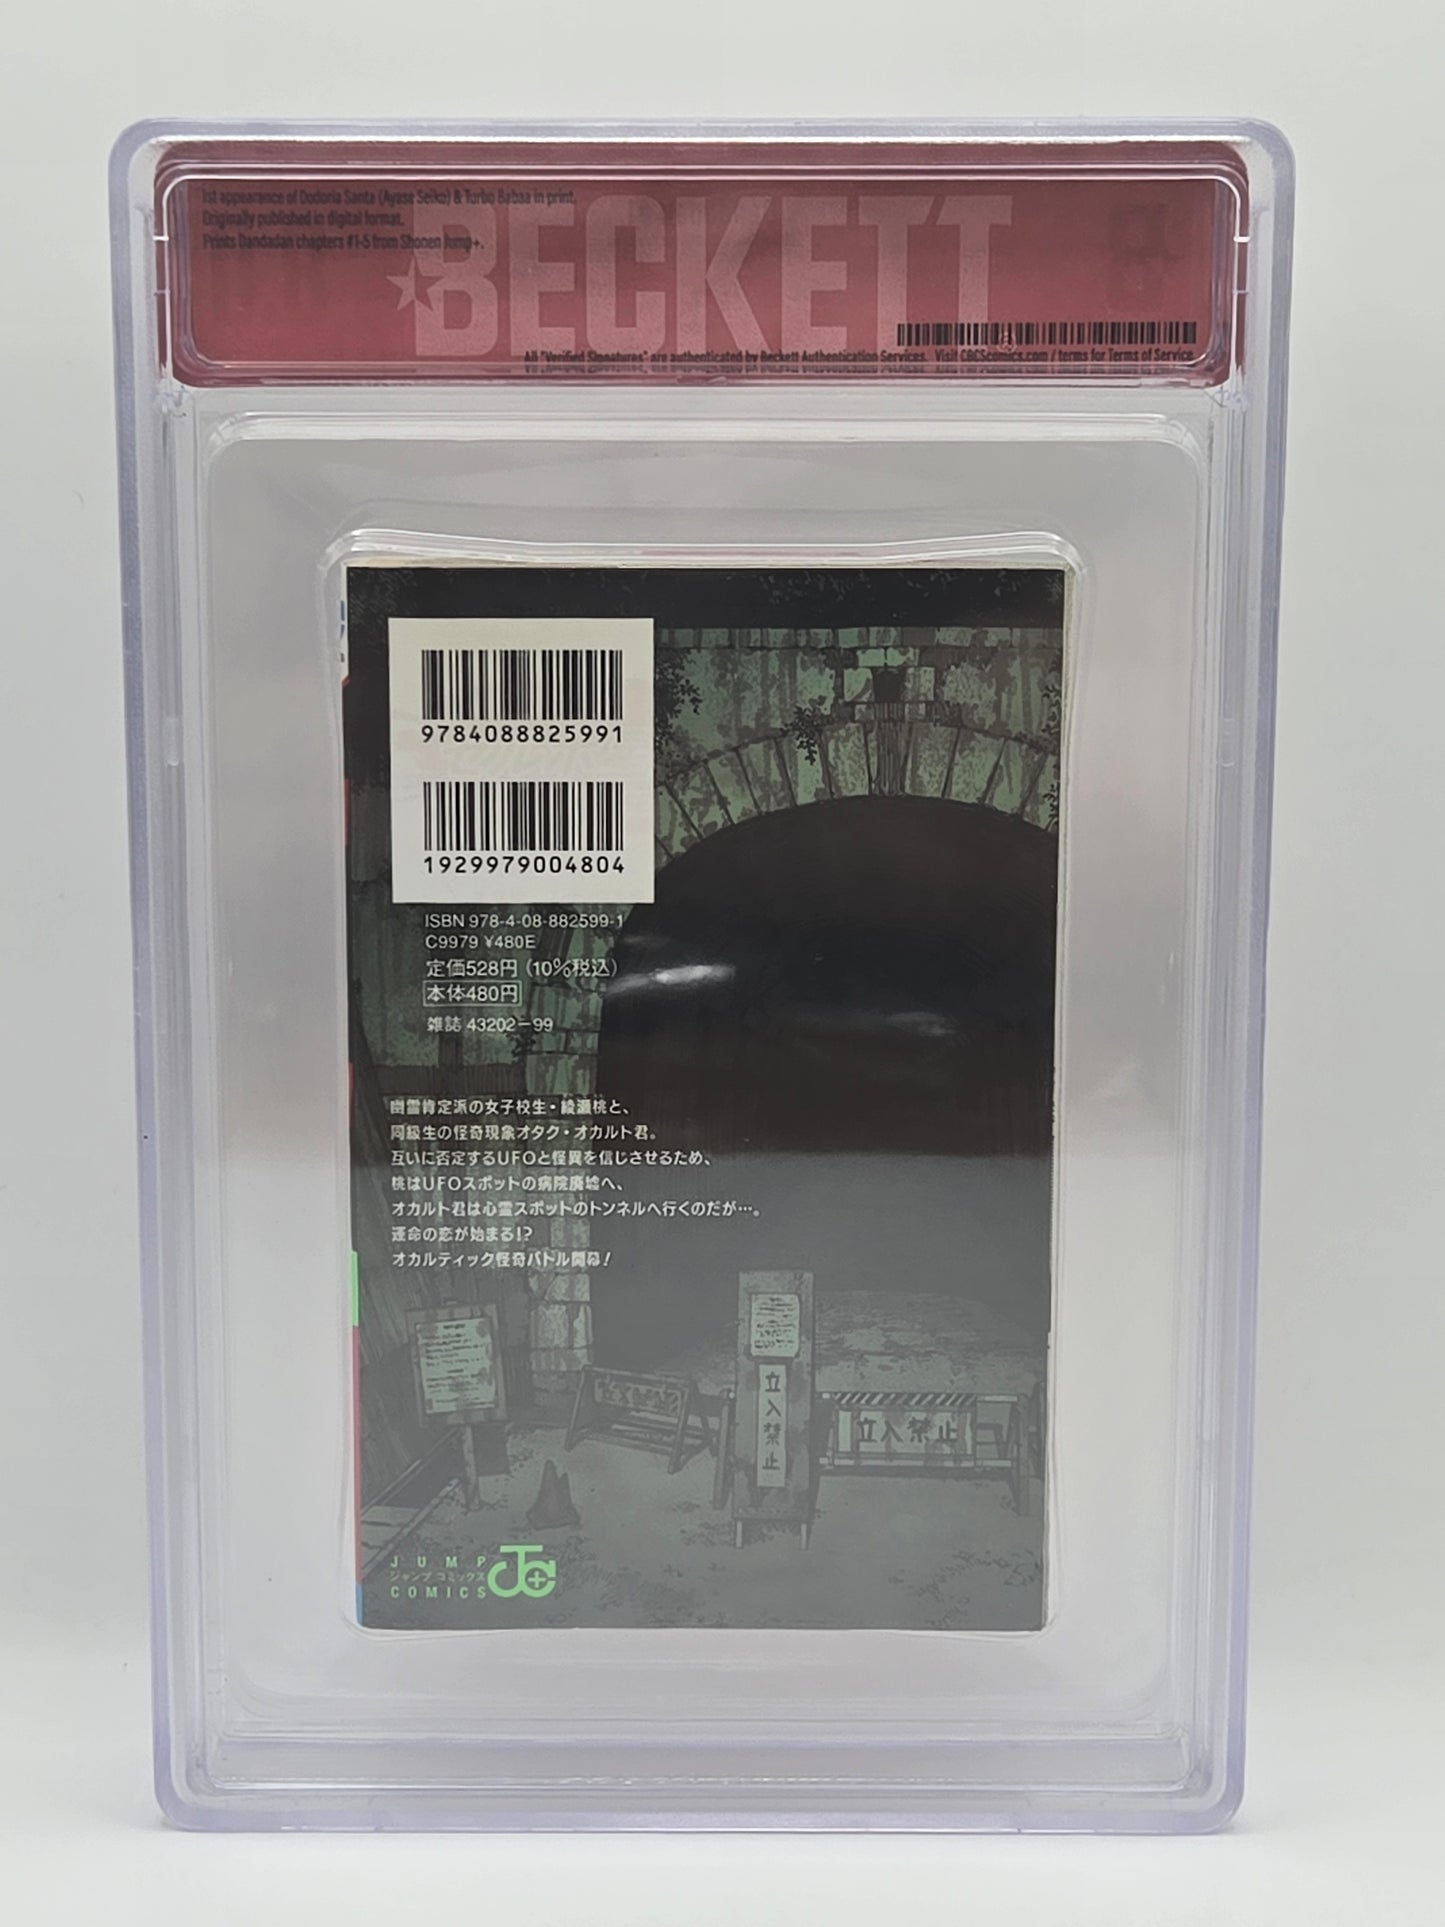 1st appearance of Dodoria Santa (Ayase Seiko) & Turbo Babaa in print.
Originally published in digital format.
Prints Dandadan chapters #1-5 from Shonen Jump+.
BECKETT
All "Verified Signatures" are authenticated by Beckett Authentication Services. Visit CBCScomics.com / terms for Terms of Service.
9784088825991
1929979004804
ISBN 978-4-08-882599-1
C9979 ¥480E
定価528円 (10%税込)
本体480円
雑誌 43202-99
幽霊肯定派の女子校生・綾瀬桃と、
同級生の怪奇現象オタク・オカルト君。
互いに否定するUFOと怪異を信じさせるため、
桃はUFOスポットの病院廃墟へ、
オカルト君は心霊スポットのトンネルへ行くのだが…。
運命の恋が始まる!?
オカルティック怪奇バトル開幕!
立入禁止
立入禁止
JUMP
ジャンプ コミックス
COMICS